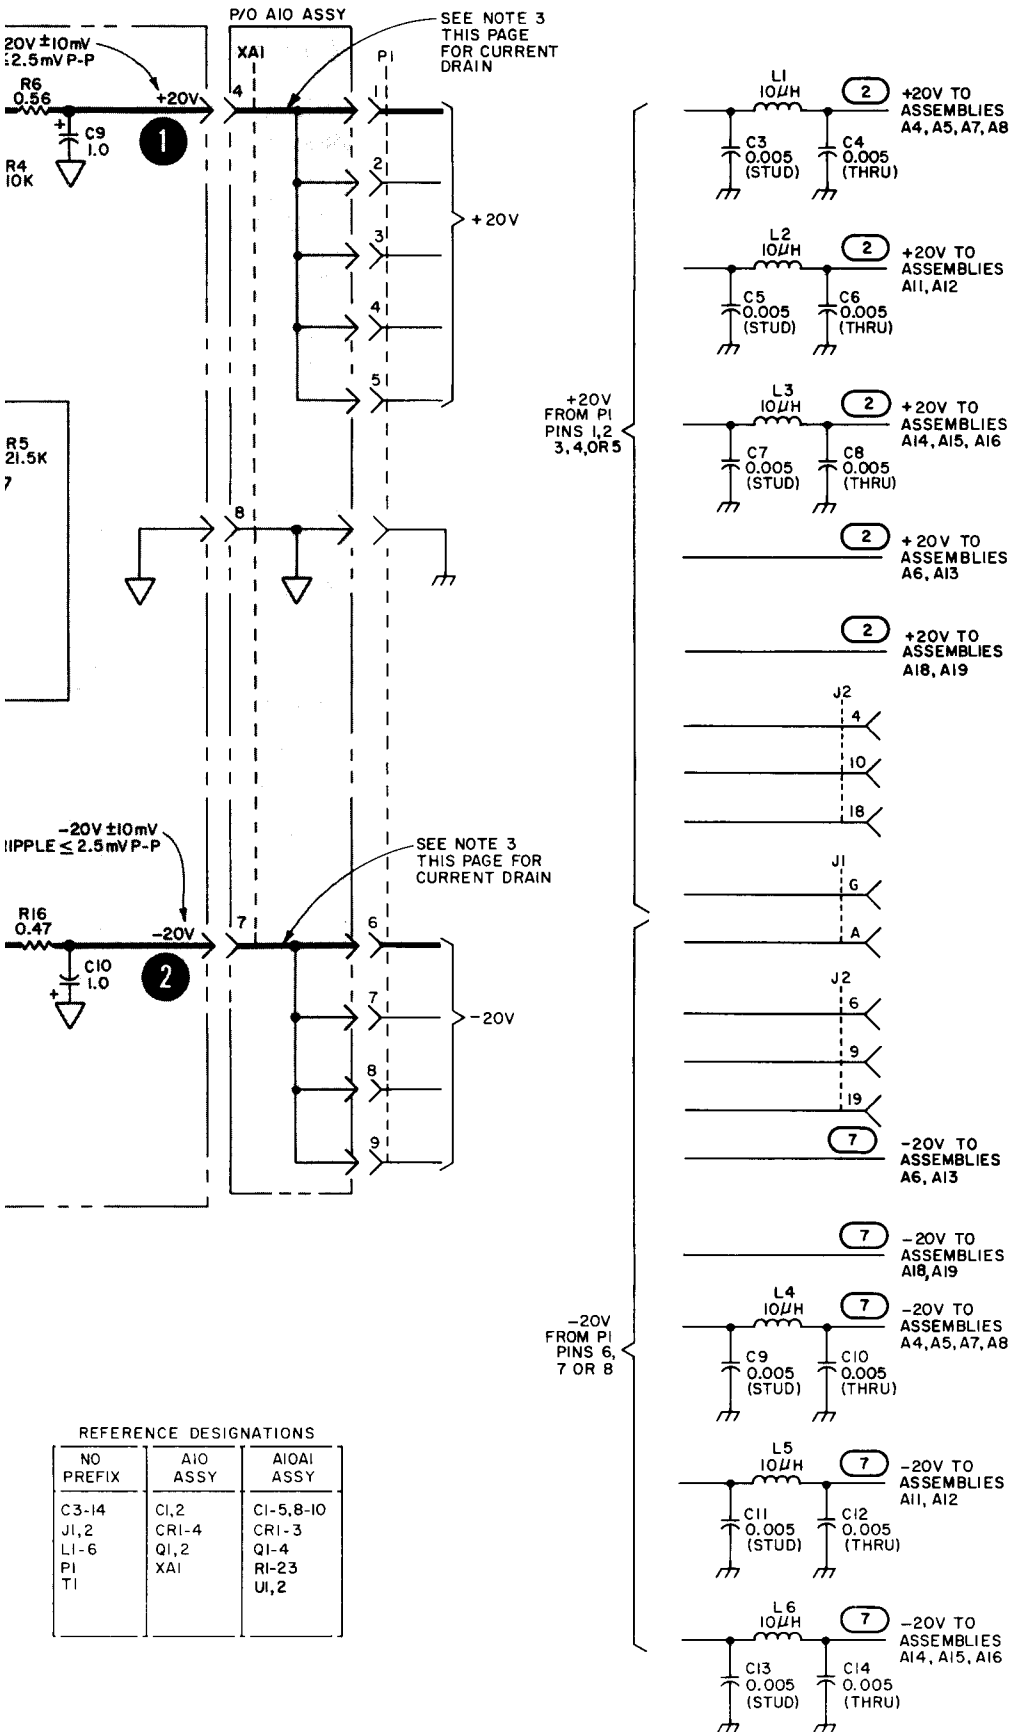 P/O A10 ASSY
20V ±10mV
≤2.5mV P-P
XA1
P1
SEE NOTE 3
THIS PAGE
FOR CURRENT
DRAIN
R6
0.56
+20V
4
1
+
C9
1.0
1
R4
10K
2
3
+20V
4
5
R5
21.5K
7
8
-20V ±10mV
RIPPLE ≤ 2.5mV P-P
SEE NOTE 3
THIS PAGE FOR
CURRENT DRAIN
R16
0.47
-20V
7
6
C10
1.0
+
2
7
-20V
8
9
REFERENCE DESIGNATIONS
NO PREFIX
A10 ASSY
A10A1 ASSY
C3-14
C1,2
C1-5,8-10
J1,2
CR1-4
CR1-3
L1-6
Q1,2
Q1-4
P1
XA1
R1-23
T1
U1,2
+20V
FROM P1
PINS 1,2
3,4,OR5
L1
10µH
2
+20V TO
ASSEMBLIES
A4, A5, A7, A8
C3
0.005
(STUD)
C4
0.005
(THRU)
L2
10µH
2
+20V TO
ASSEMBLIES
A11, A12
C5
0.005
(STUD)
C6
0.005
(THRU)
L3
10µH
2
+20V TO
ASSEMBLIES
A14, A15, A16
C7
0.005
(STUD)
C8
0.005
(THRU)
2
+20V TO
ASSEMBLIES
A6, A13
2
+20V TO
ASSEMBLIES
A18, A19
J2
4
10
18
J1
G
A
J2
6
9
19
7
-20V TO
ASSEMBLIES
A6, A13
7
-20V TO
ASSEMBLIES
A18, A19
-20V
FROM P1
PINS 6,
7 OR 8
L4
10µH
7
-20V TO
ASSEMBLIES
A4, A5, A7, A8
C9
0.005
(STUD)
C10
0.005
(THRU)
L5
10µH
7
-20V TO
ASSEMBLIES
A11, A12
C11
0.005
(STUD)
C12
0.005
(THRU)
L6
10µH
7
-20V TO
ASSEMBLIES
A14, A15, A16
C13
0.005
(STUD)
C14
0.005
(THRU)